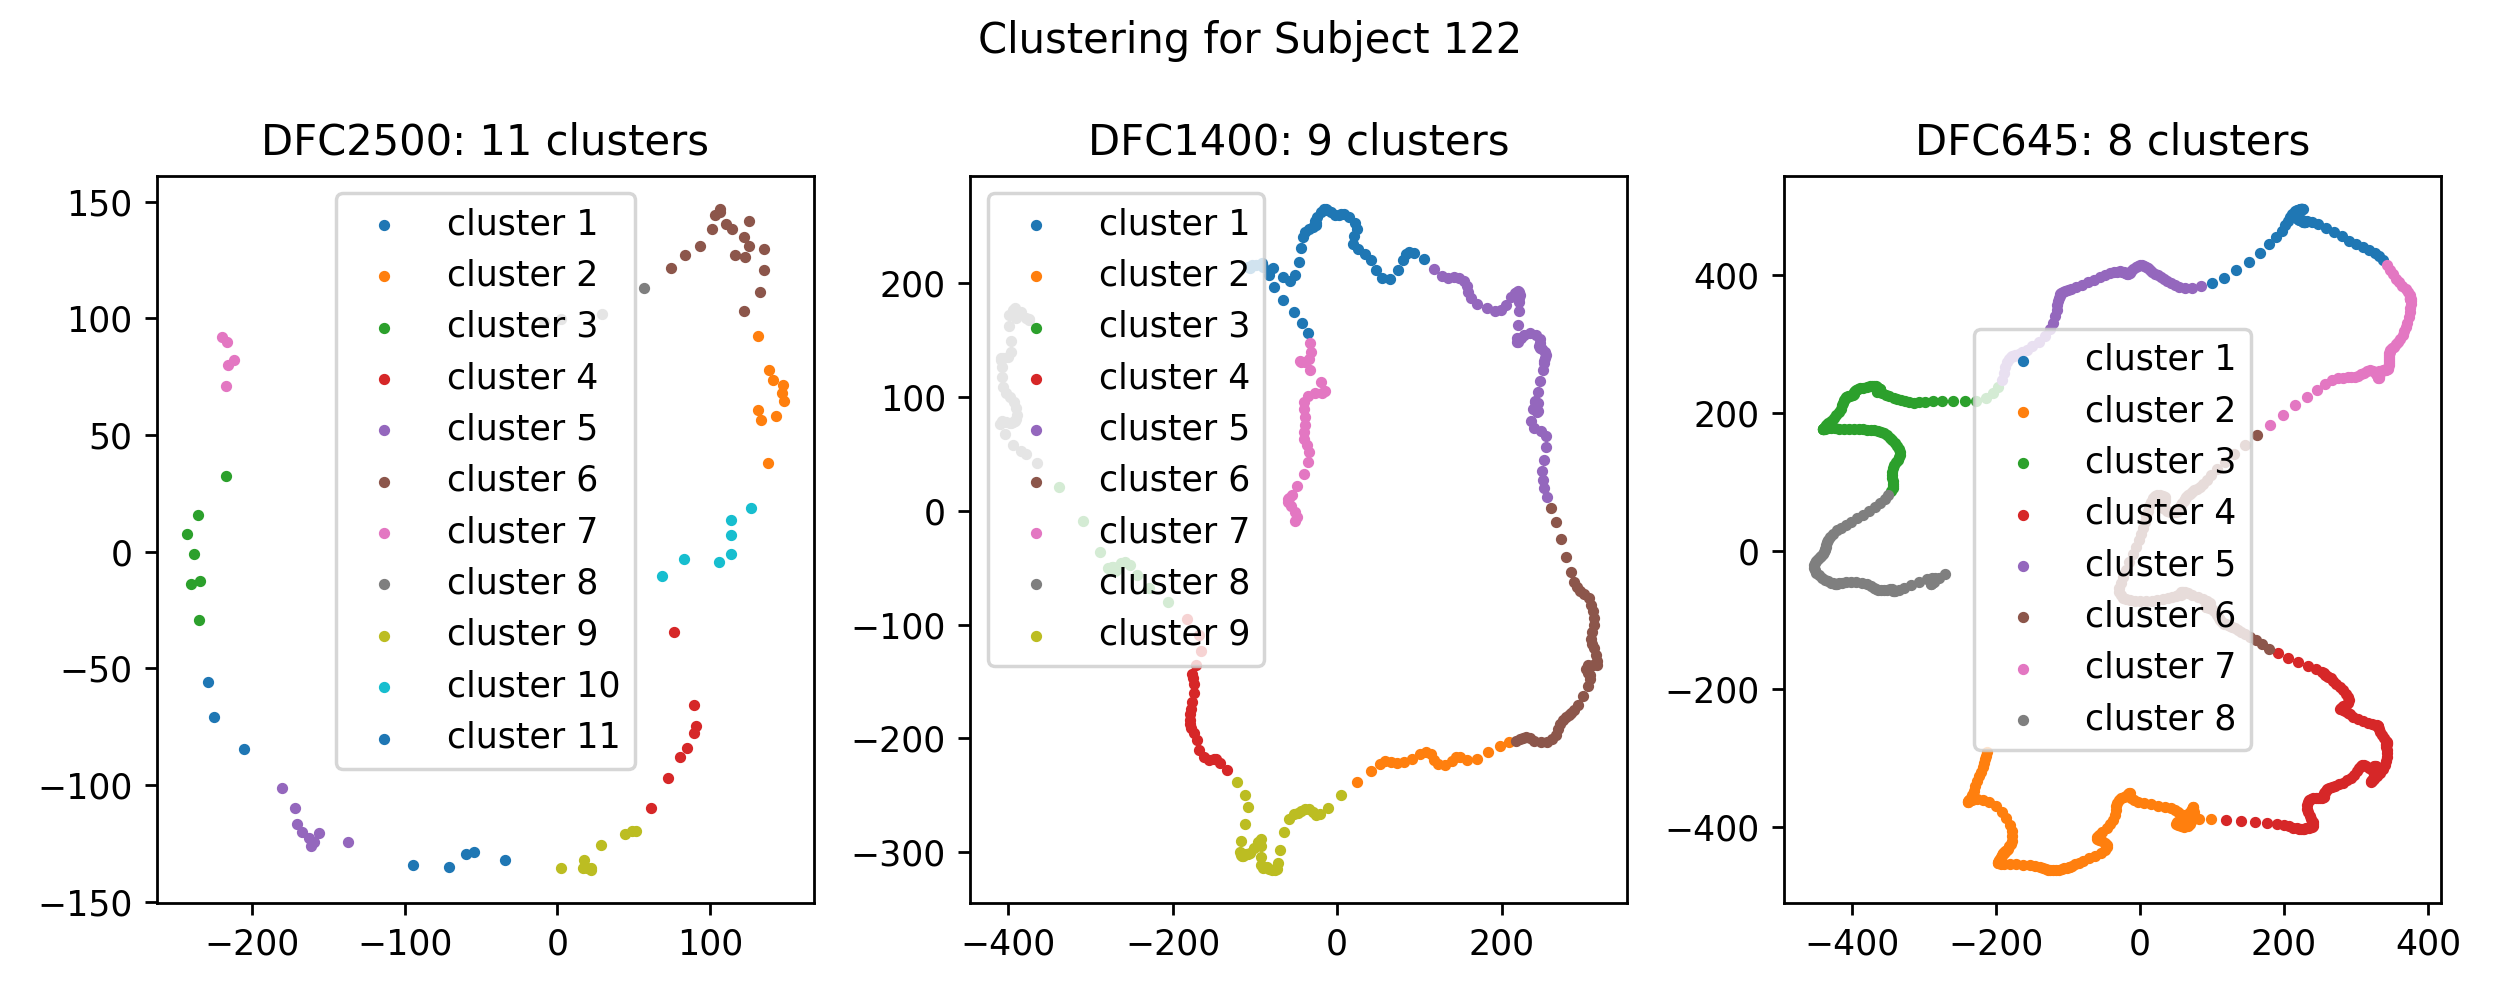 Clustering for Subject 122
DFC2500: 11 clusters
150
100
50
0
−50
−100
−150
−200
−100
0
100
cluster 1
cluster 2
cluster 3
cluster 4
cluster 5
cluster 6
cluster 7
cluster 8
cluster 9
cluster 10
cluster 11
DFC1400: 9 clusters
200
100
0
−100
−200
−300
−400
−200
0
200
cluster 1
cluster 2
cluster 3
cluster 4
cluster 5
cluster 6
cluster 7
cluster 8
cluster 9
DFC645: 8 clusters
400
200
0
−200
−400
−400
−200
0
200
400
cluster 1
cluster 2
cluster 3
cluster 4
cluster 5
cluster 6
cluster 7
cluster 8